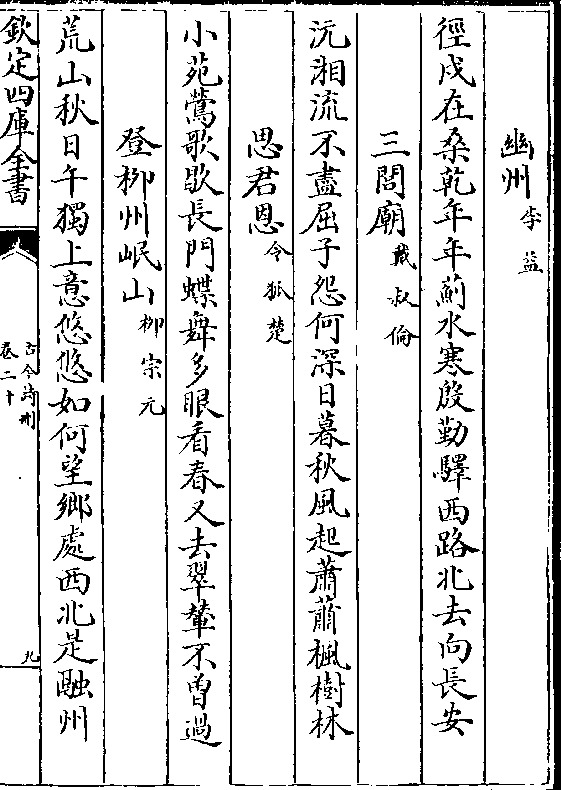 幽州李益
徑戍在桑乾年年薊水寒殷勤驛西路北去向長安
三閭廟戴叔倫
沅湘流不盡屈子怨何深日暮秋風起蕭蕭楓樹林
思君恩令狐楚
小苑鶯歌歇長門蝶舞多眼看春又去翠輦不曾過
登栁州岷山柳宗元
荒山秋日午獨上意悠悠如何望鄉處西北是融州
欽定四庫全書
古今詩刪
卷二十
九